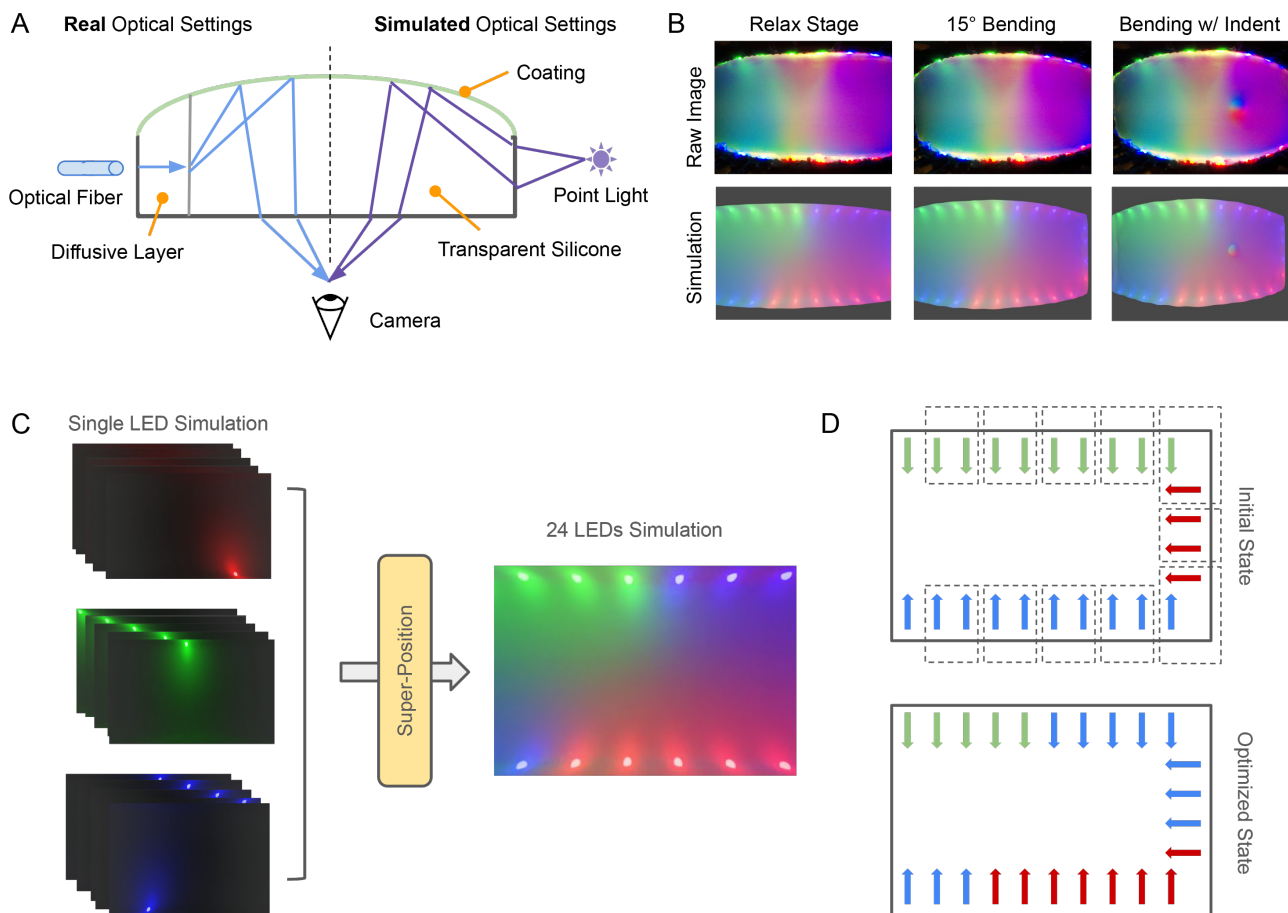 A
Real Optical Settings
Simulated Optical Settings
Coating
Optical Fiber
Point Light
Diffusive Layer
Transparent Silicone
Camera
B
Relax Stage
15° Bending
Bending w/ Indent
Raw Image
Simulation
C
Single LED Simulation
Super-Position
24 LEDs Simulation
D
Initial State
Optimized State